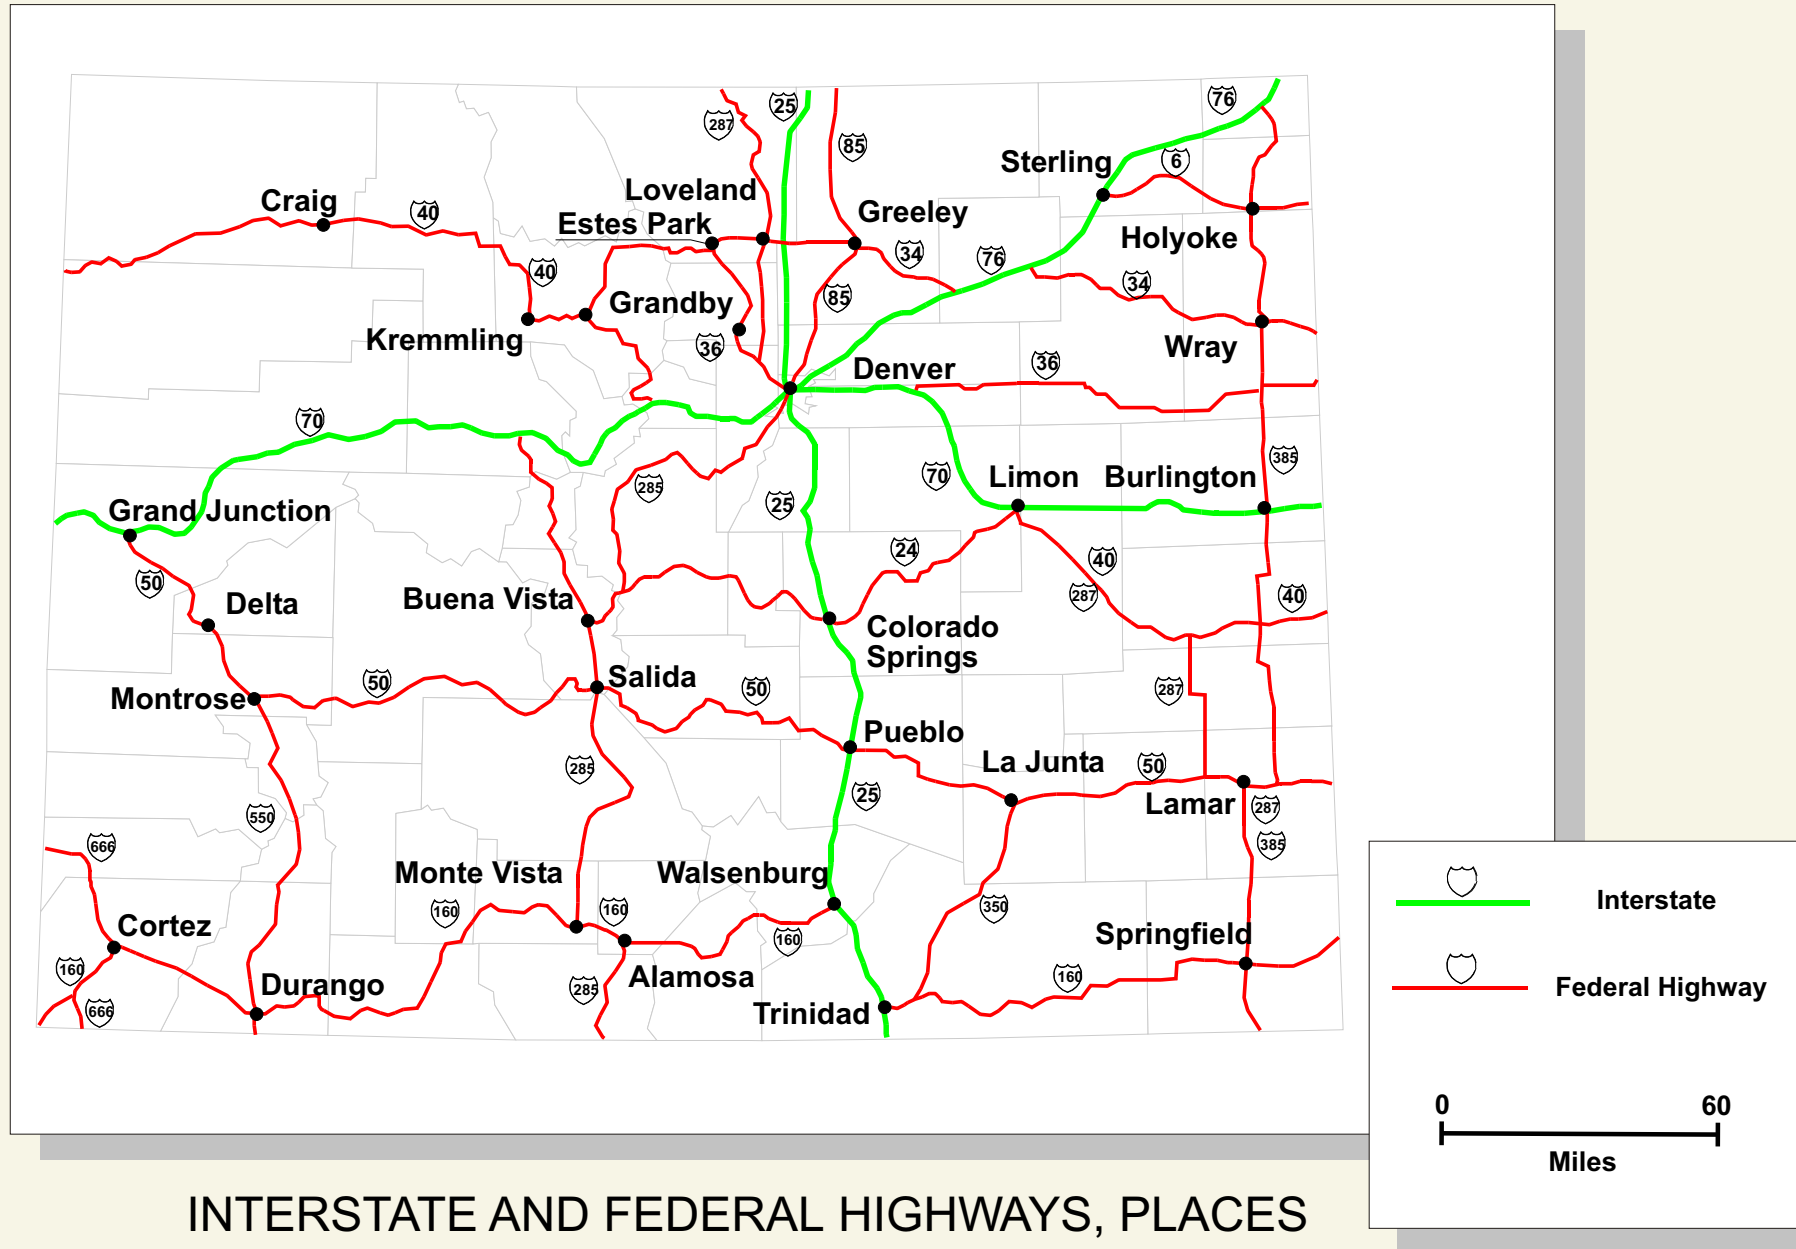 76
25
287
85
Sterling
6
Loveland
Craig
40
Estes Park
Greeley
Holyoke
34
76
40
34
85
Grandby
Kremmling
36
Wray
Denver
36
70
385
285
70
Limon
Burlington
25
Grand Junction
24
40
50
287
40
Delta
Buena Vista
Colorado
Springs
50
Salida
50
287
Montrose
Pueblo
285
La Junta
50
25
Lamar
287
550
385
666
Monte Vista
Walsenburg
160
160
350
Cortez
160
Springfield
160
285
Alamosa
160
Durango
666
Trinidad
Interstate
Federal Highway
0 60
Miles
INTERSTATE AND FEDERAL HIGHWAYS, PLACES